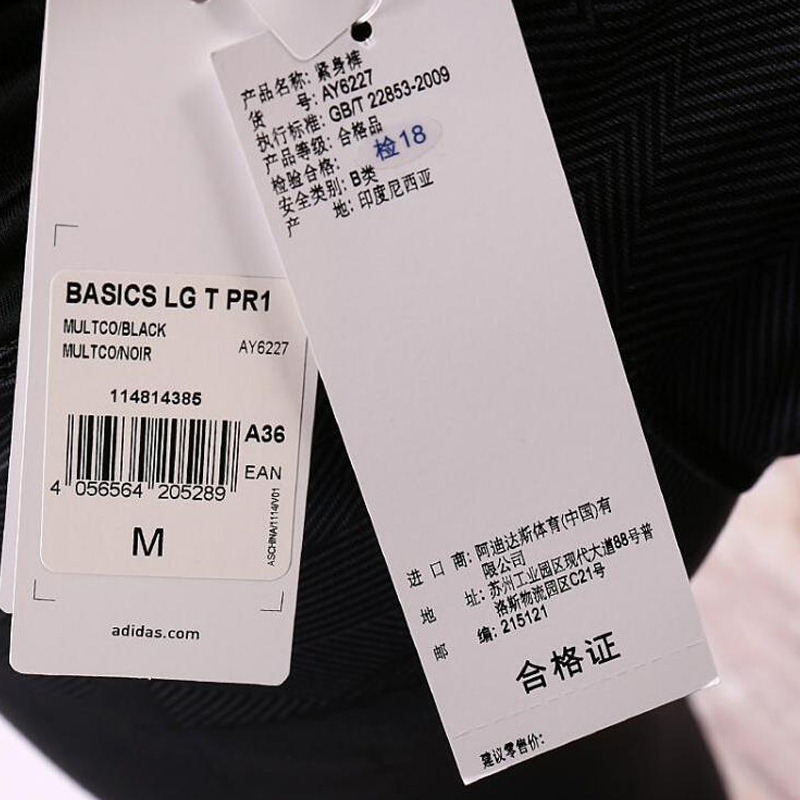 BASICS LG T PR1
MULTCO/BLACK
MULTCO/NOIR
AY6227
114814385
A36
EAN
4 056564 205289
M
A.SCHINA/1114/V01
adidas.com
产品名称: 紧身裤
货 号: AY6227
执行标准: GB/T 22853-2009
产品等级: 合格品
检验合格: 检18
安全类别: B类
产 地: 印度尼西亚
进 口 商: 阿迪达斯体育(中国)有
限公司
地 址: 苏州工业园区现代大道88号普
洛斯物流园区C21号
邮 编: 215121
合格证
建议零售价: